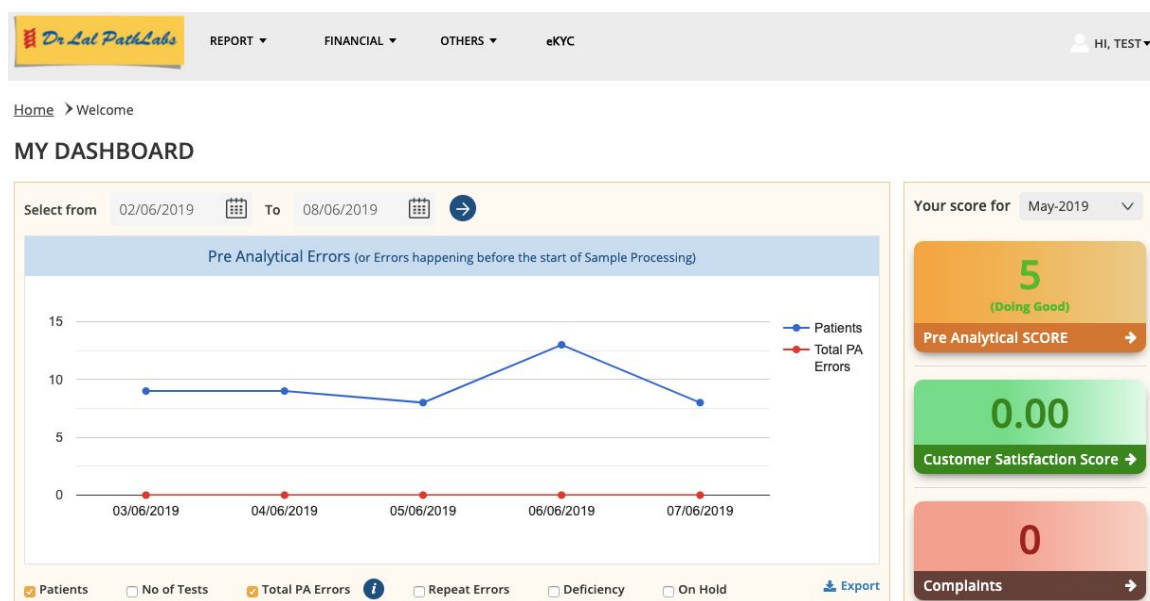 Dr Lal PathLabs
REPORT
FINANCIAL
OTHERS
eKYC
HI, TEST
Home
Welcome
MY DASHBOARD
Select from
02/06/2019
To
08/06/2019
Pre Analytical Errors (or Errors happening before the start of Sample Processing)
15
10
5
0
03/06/2019
04/06/2019
05/06/2019
06/06/2019
07/06/2019
Patients
Total PA
Errors
Patients
No of Tests
Total PA Errors
i
Repeat Errors
Deficiency
On Hold
Export
Your score for
May-2019
5
(Doing Good)
Pre Analytical SCORE
0.00
Customer Satisfaction Score
0
Complaints